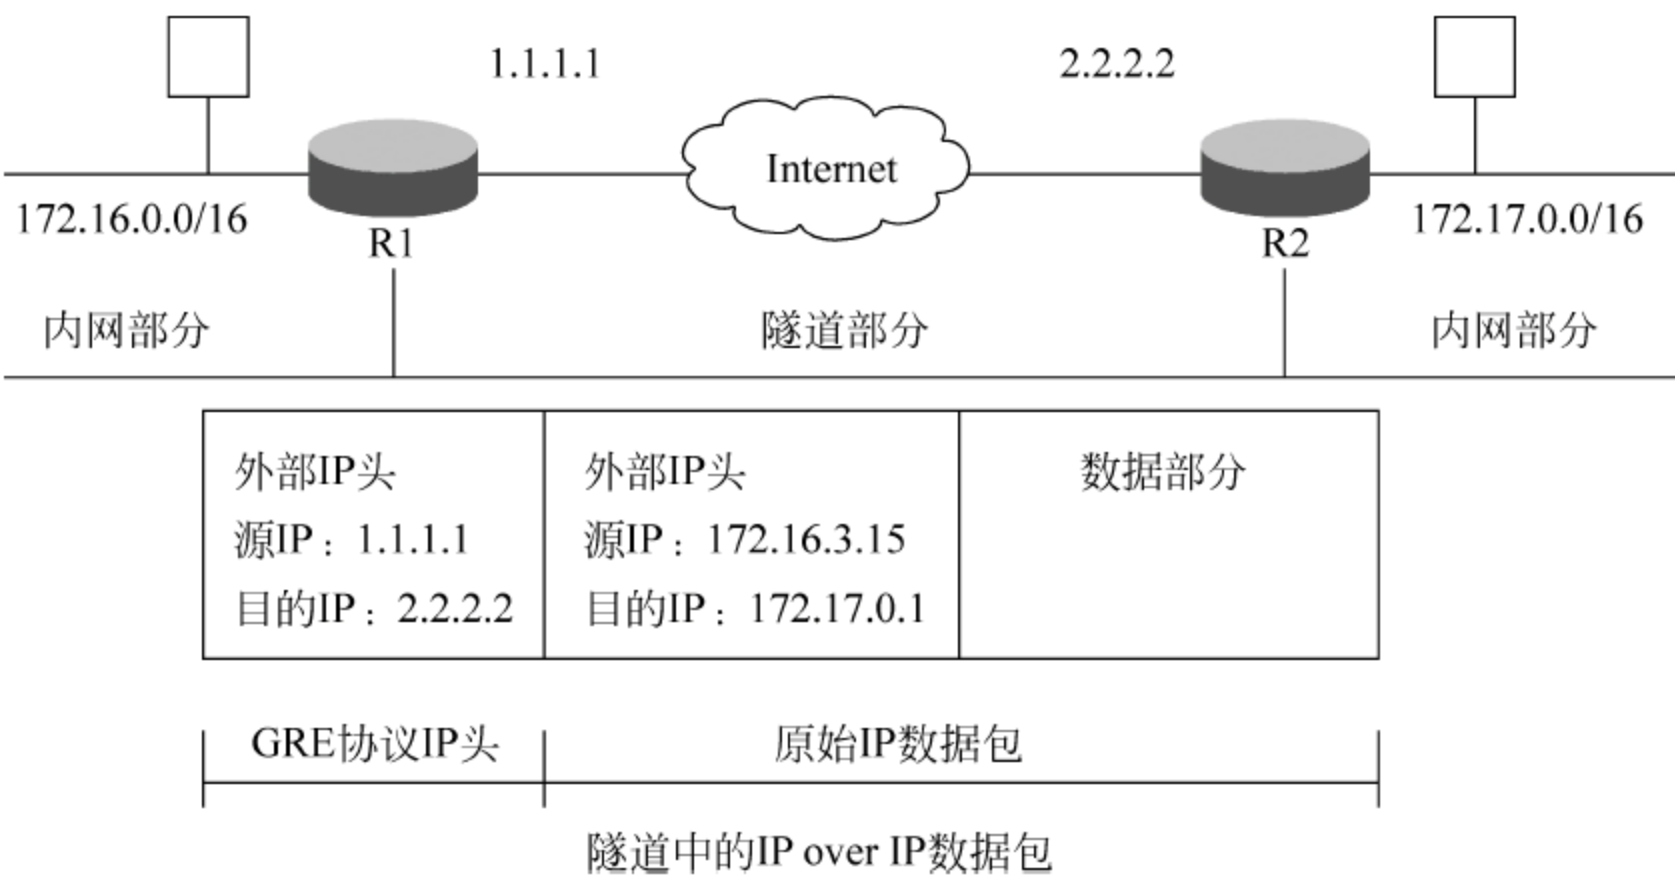 1.1.1.1
2.2.2.2
Internet
172.16.0.0/16
R1
R2
172.17.0.0/16
内网部分
隧道部分
内网部分
外部IP头
源IP：1.1.1.1
目的IP：2.2.2.2
外部IP头
源IP：172.16.3.15
目的IP：172.17.0.1
数据部分
GRE协议IP头
原始IP数据包
隧道中的IP over IP数据包